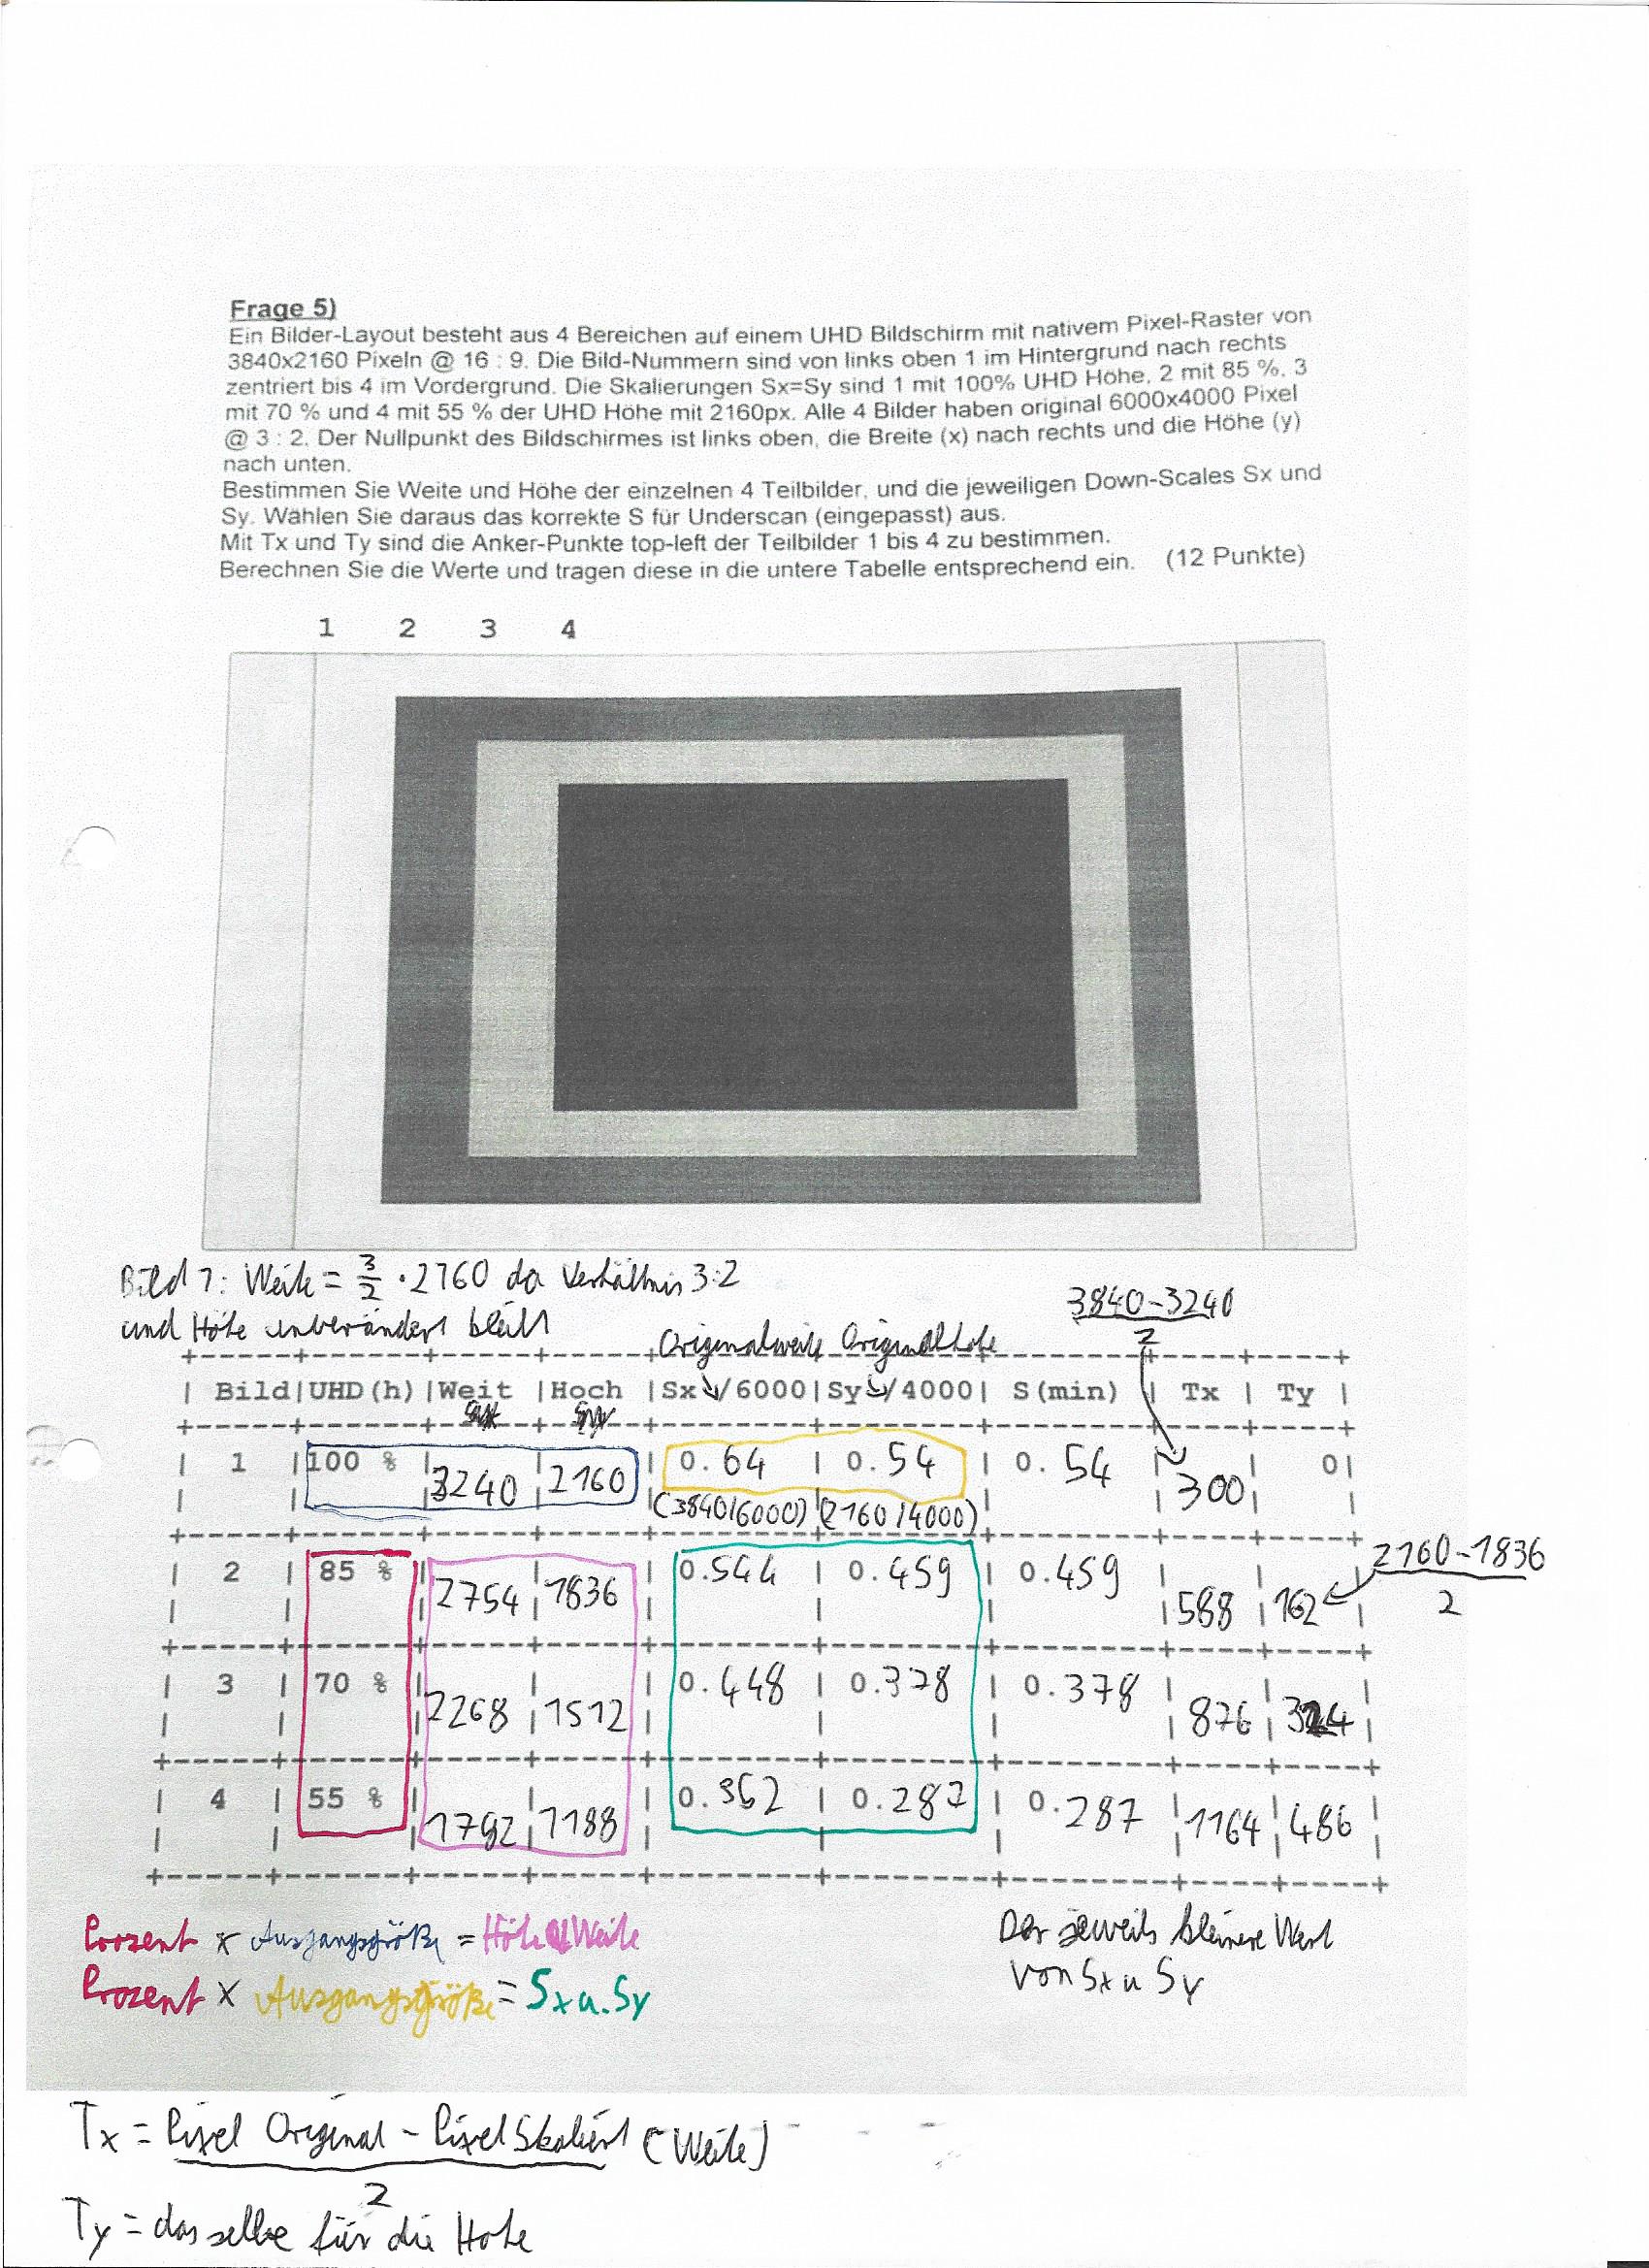 Frage 5)
Ein Bilder-Layout besteht aus 4 Bereichen auf einem UHD Bildschirm mit nativem Pixel-Raster von
3840x2160 Pixeln @ 16 : 9. Die Bild-Nummern sind von links oben 1 im Hintergrund nach rechts
zentriert bis 4 im Vordergrund. Die Skalierungen Sx=Sy sind 1 mit 100% UHD Höhe, 2 mit 85 %, 3
mit 70 % und 4 mit 55 % der UHD Höhe mit 2160px. Alle 4 Bilder haben original 6000x4000 Pixel
@ 3 : 2. Der Nullpunkt des Bildschirmes ist links oben, die Breite (x) nach rechts und die Höhe (y)
nach unten.
Bestimmen Sie Weite und Höhe der einzelnen 4 Teilbilder, und die jeweiligen Down-Scales Sx und
Sy. Wählen Sie daraus das korrekte S für Underscan (eingepasst) aus.
Mit Tx und Ty sind die Anker-Punkte top-left der Teilbilder 1 bis 4 zu bestimmen.
Berechnen Sie die Werte und tragen diese in die untere Tabelle entsprechend ein. (12 Punkte)
1 2 3 4
Bild 1: Weite = 3/2 · 2160 da Verhältnis 3:2
und Höhe unverändert bleibt
3840-3240
2
Originalweite Originalhöhe
| Bild|UHD(h) |Weit |Hoch |Sx /6000|Sy /4000| S(min) | Tx | Ty |
| 1 |100 % |3240 |2160 | 0.64 | 0.54 | 0.54 | 300 | 0|
(3840/6000) (2160/4000)
| 2 | 85 % |2754 |1836 |0.544 | 0.459 | 0.459 | 588 | 162 |
2160-1836
2
| 3 | 70 % |2268 |1512 |0.448 | 0.378 | 0.378 | 876 | 324 |
| 4 | 55 % |1782 |1188 |0.352 | 0.287 | 0.287 | 1164 | 486 |
Prozent x Ausgangsgröße = Höhe u Weite
Prozent x Ausgangsgröße = Sx u. Sy
Der jeweils kleinere Wert
von Sx u Sy
Tx = Pixel Original - Pixel Skaliert (Weite)
2
Ty = das selbe für die Höhe